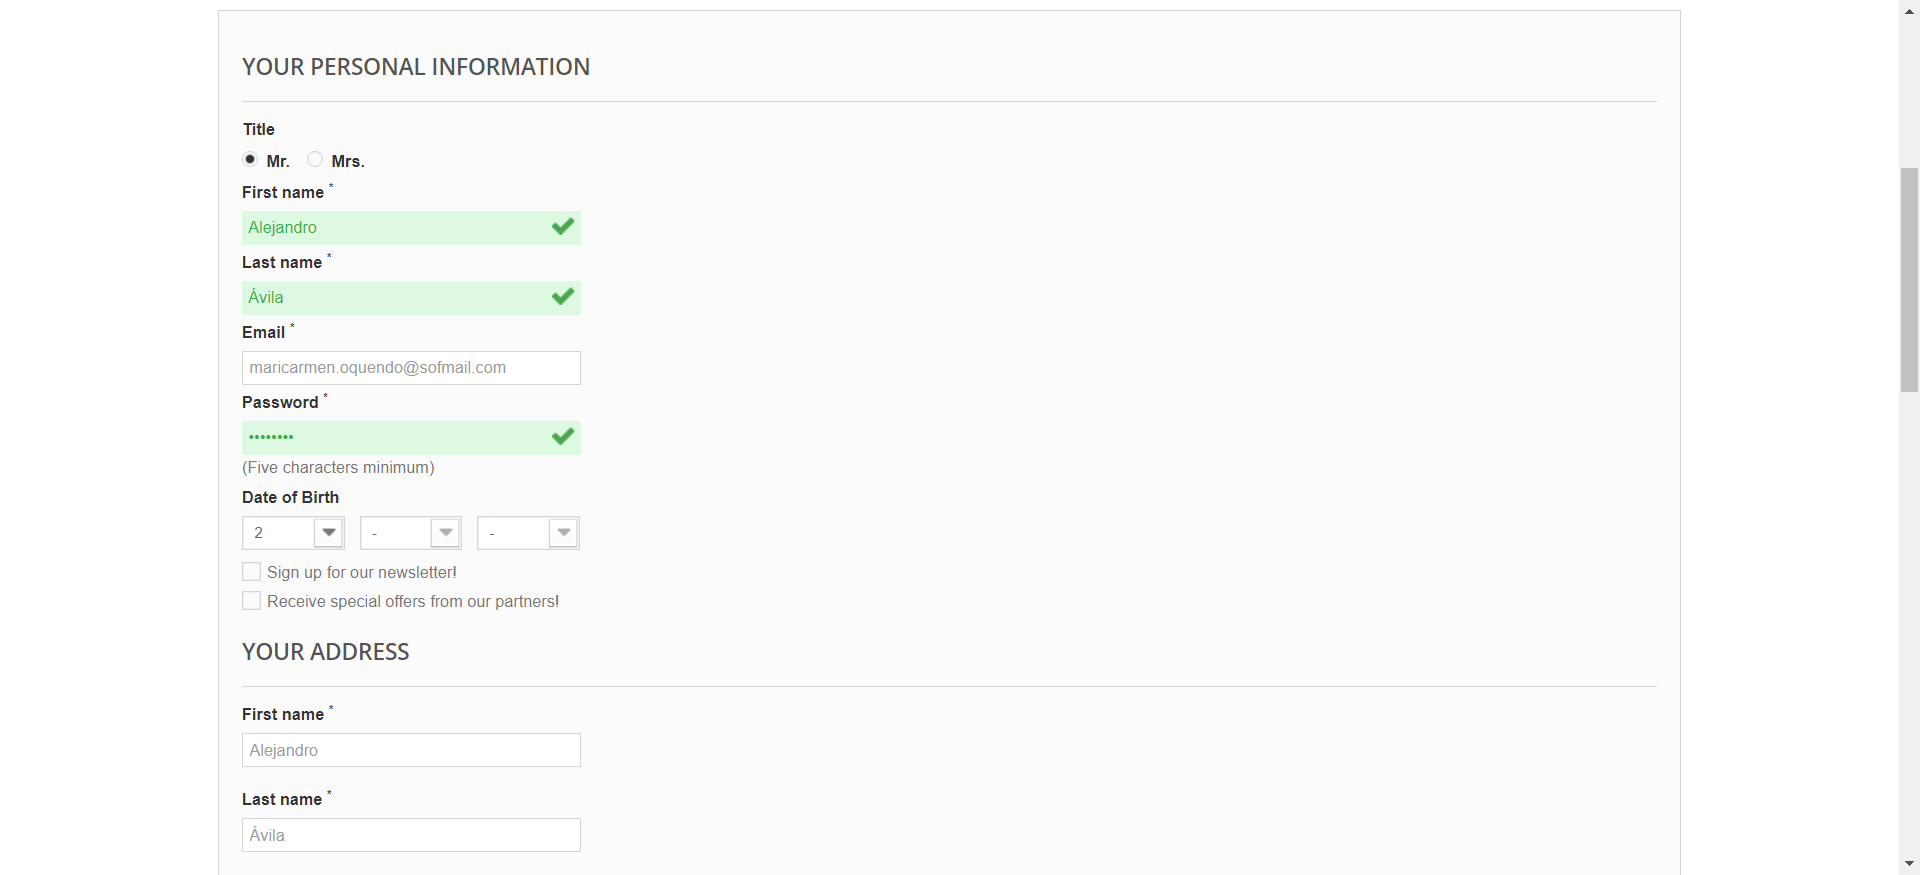 YOUR PERSONAL INFORMATION
Title
Mr. Mrs.
First name *
Alejandro
Last name *
Ávila
Email *
maricarmen.oquendo@sofmail.com
Password *
••••••••
(Five characters minimum)
Date of Birth
2 - -
Sign up for our newsletter!
Receive special offers from our partners!
YOUR ADDRESS
First name *
Alejandro
Last name *
Ávila